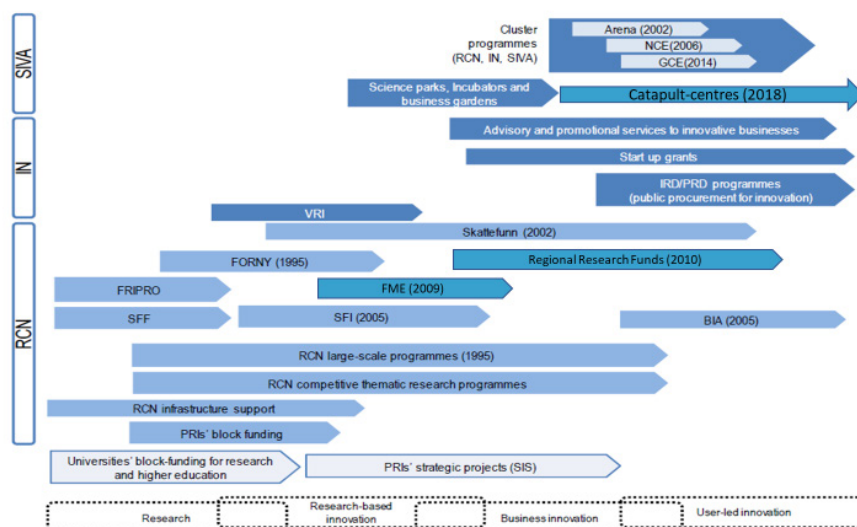 SIVA
Cluster
programmes
(RCN, IN, SIVA)
Arena (2002)
NCE(2006)
GCE(2014)
Science parks, Incubators and
business gardens
Catapult-centres (2018)
IN
Advisory and promotional services to innovative businesses
Start up grants
IRD/PRD programmes
(public procurement for innovation)
VRI
RCN
Skattefunn (2002)
FORNY (1995)
Regional Research Funds (2010)
FRIPRO
FME (2009)
SFF
SFI (2005)
BIA (2005)
RCN large-scale programmes (1995)
RCN competitive thematic research programmes
RCN infrastructure support
PRIs' block funding
Universities' block-funding for research
and higher education
PRIs' strategic projects (SIS)
Research
Research-based
innovation
Business innovation
User-led innovation